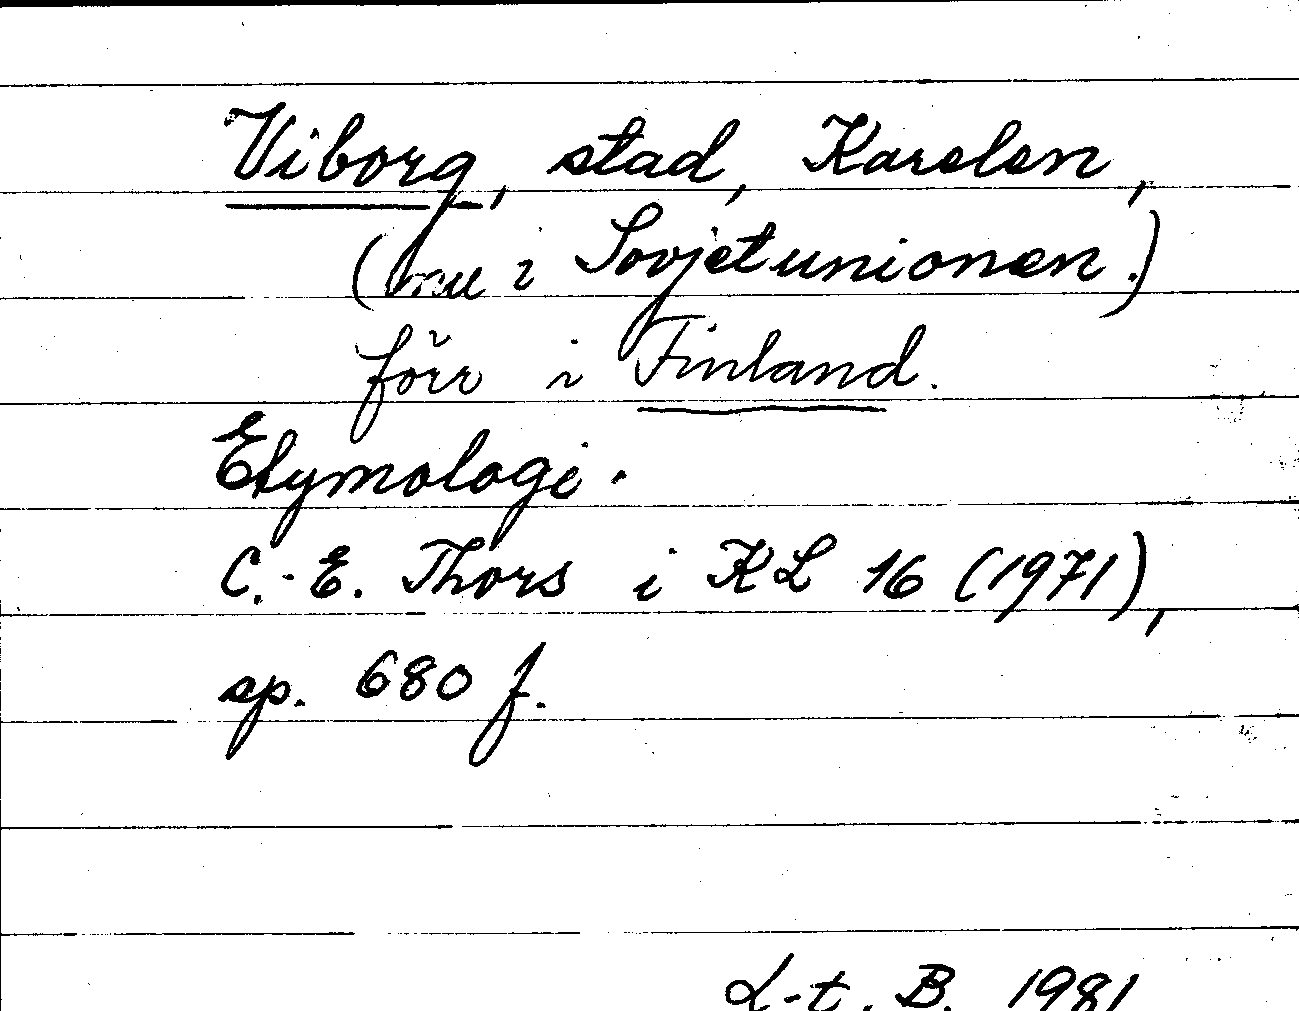 Viborg, stad, Karelen,
(nu i Sovjetunionen.)
förr i Finland.
Etymologi.
C.-E. Thors i KL 16 (1971),
sp. 680 f.
L-t. B. 1981